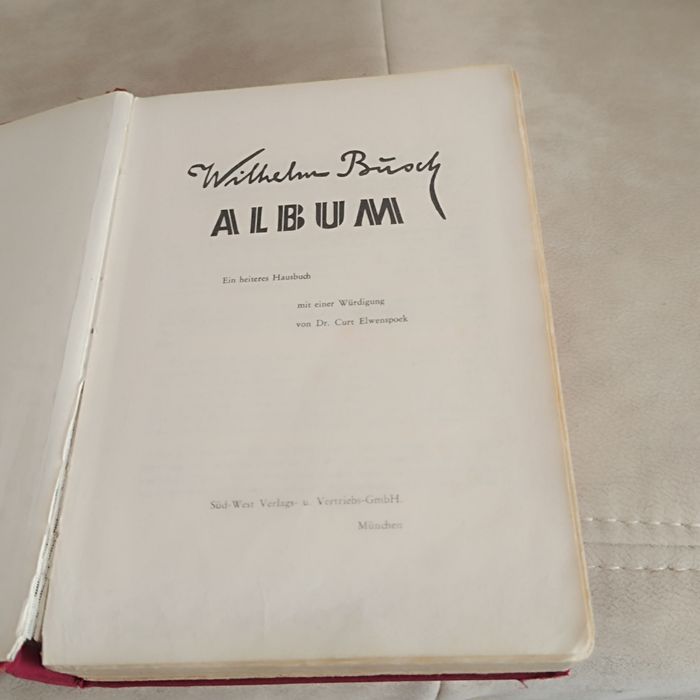 Wilhelm Busch
ALBUM
Ein heiteres Hausbuch
mit einer Würdigung
von Dr. Curt Elwenspoek
Süd-West Verlags- u. Vertriebs-GmbH.
München